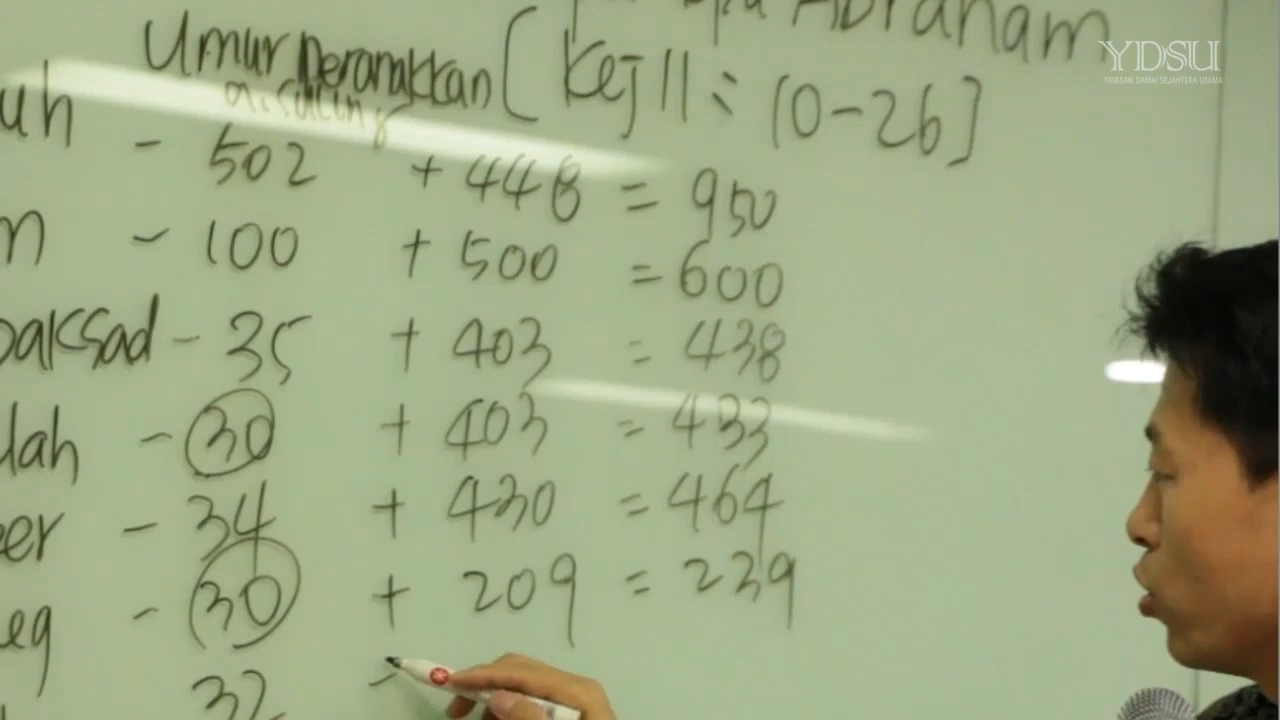 Abraham
YDSU
YAYASAN DAMAI SEJAHTERA UTAMA
Umur peranakkan [Kej 11 : 10-26]
uh - 502 + 448 = 950
m - 100 + 500 = 600
paksad - 35 + 403 = 438
lah - 30 + 403 = 433
er - 34 + 430 = 464
eg - 30 + 209 = 239
32